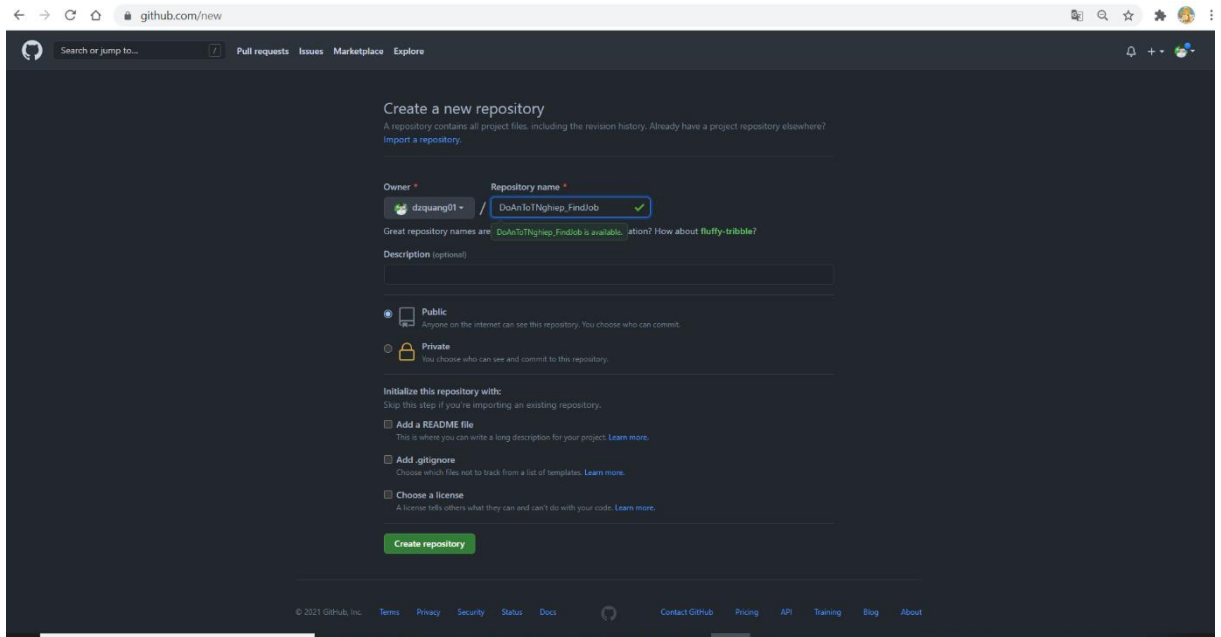 github.com/new
Search or jump to... / Pull requests Issues Marketplace Explore
Create a new repository
A repository contains all project files, including the revision history. Already have a project repository elsewhere?
Import a repository.
Owner * Repository name *
dzquang01 / DoAnToTNghiep_FindJob
Great repository names are DoAnToTNghiep_FindJob is available. ation? How about fluffy-tribble?
Description (optional)
Public
Anyone on the internet can see this repository. You choose who can commit.
Private
You choose who can see and commit to this repository.
Initialize this repository with:
Skip this step if you're importing an existing repository.
Add a README file
This is where you can write a long description for your project. Learn more.
Add .gitignore
Choose which files not to track from a list of templates. Learn more.
Choose a license
A license tells others what they can and can't do with your code. Learn more.
Create repository
© 2021 GitHub, Inc. Terms Privacy Security Status Docs Contact GitHub Pricing API Training Blog About